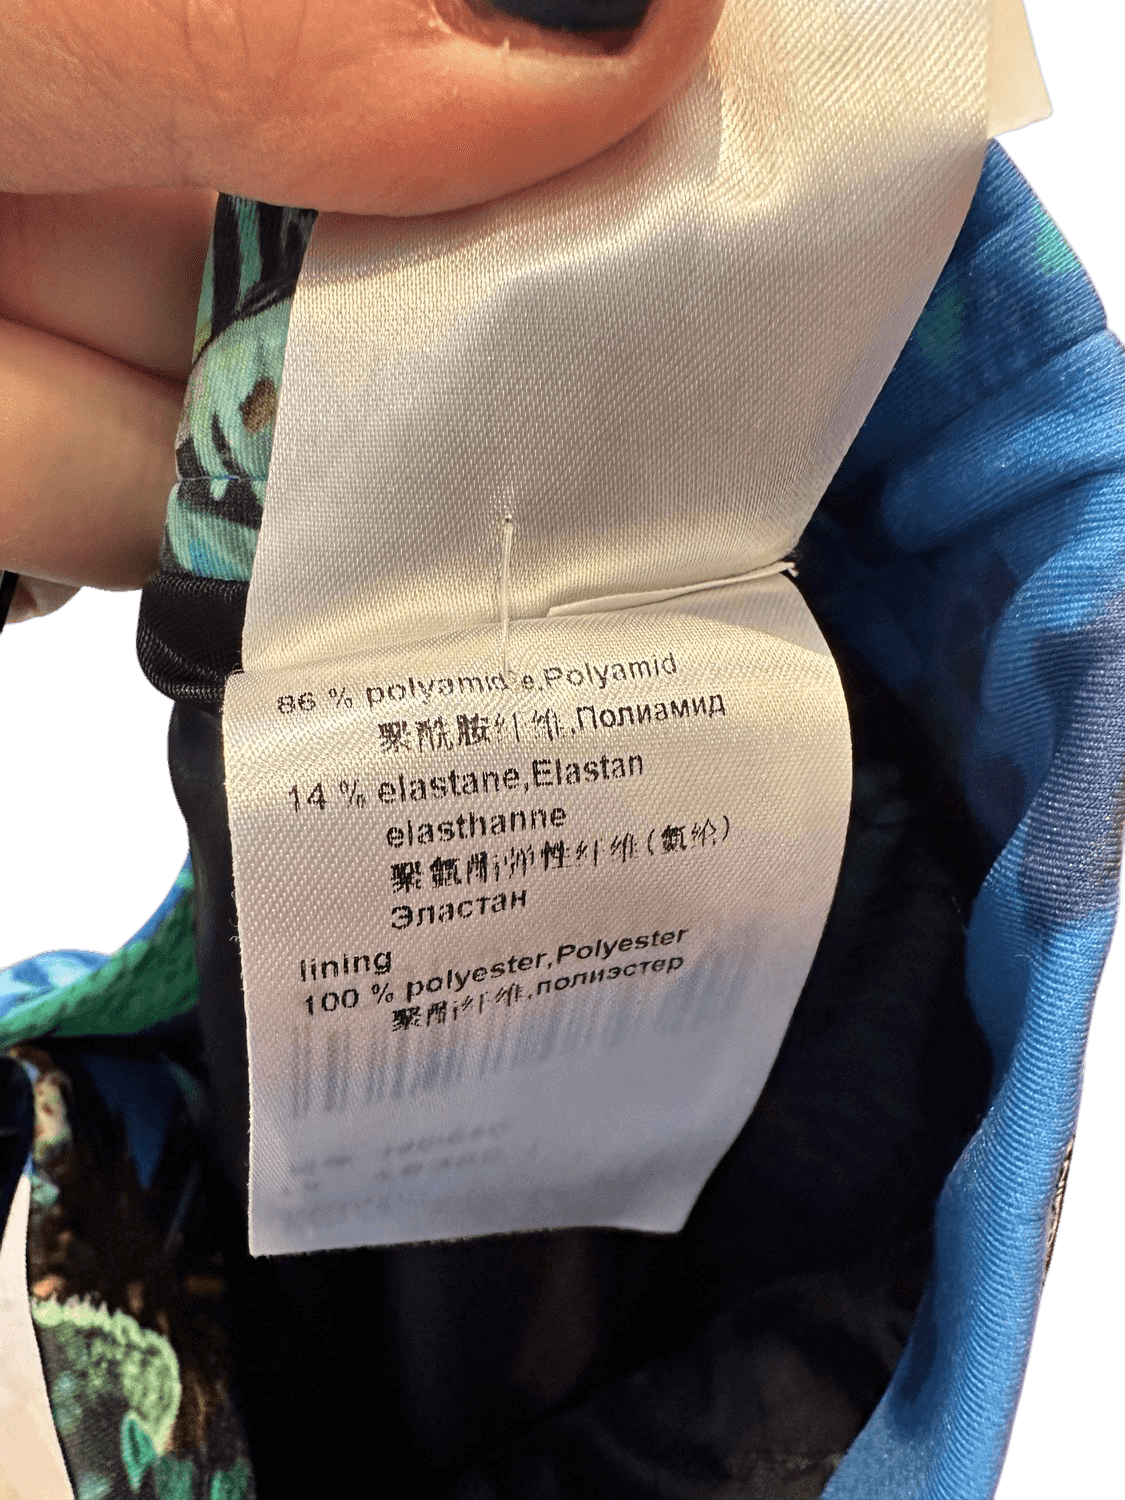 86 % polyamide,Polyamid
聚酰胺纤维,Полиамид
14 % elastane,Elastan
elasthanne
聚氨酯弹性纤维(氨纶)
Эластан
lining
100 % polyester,Polyester
聚酯纤维,полиэстер